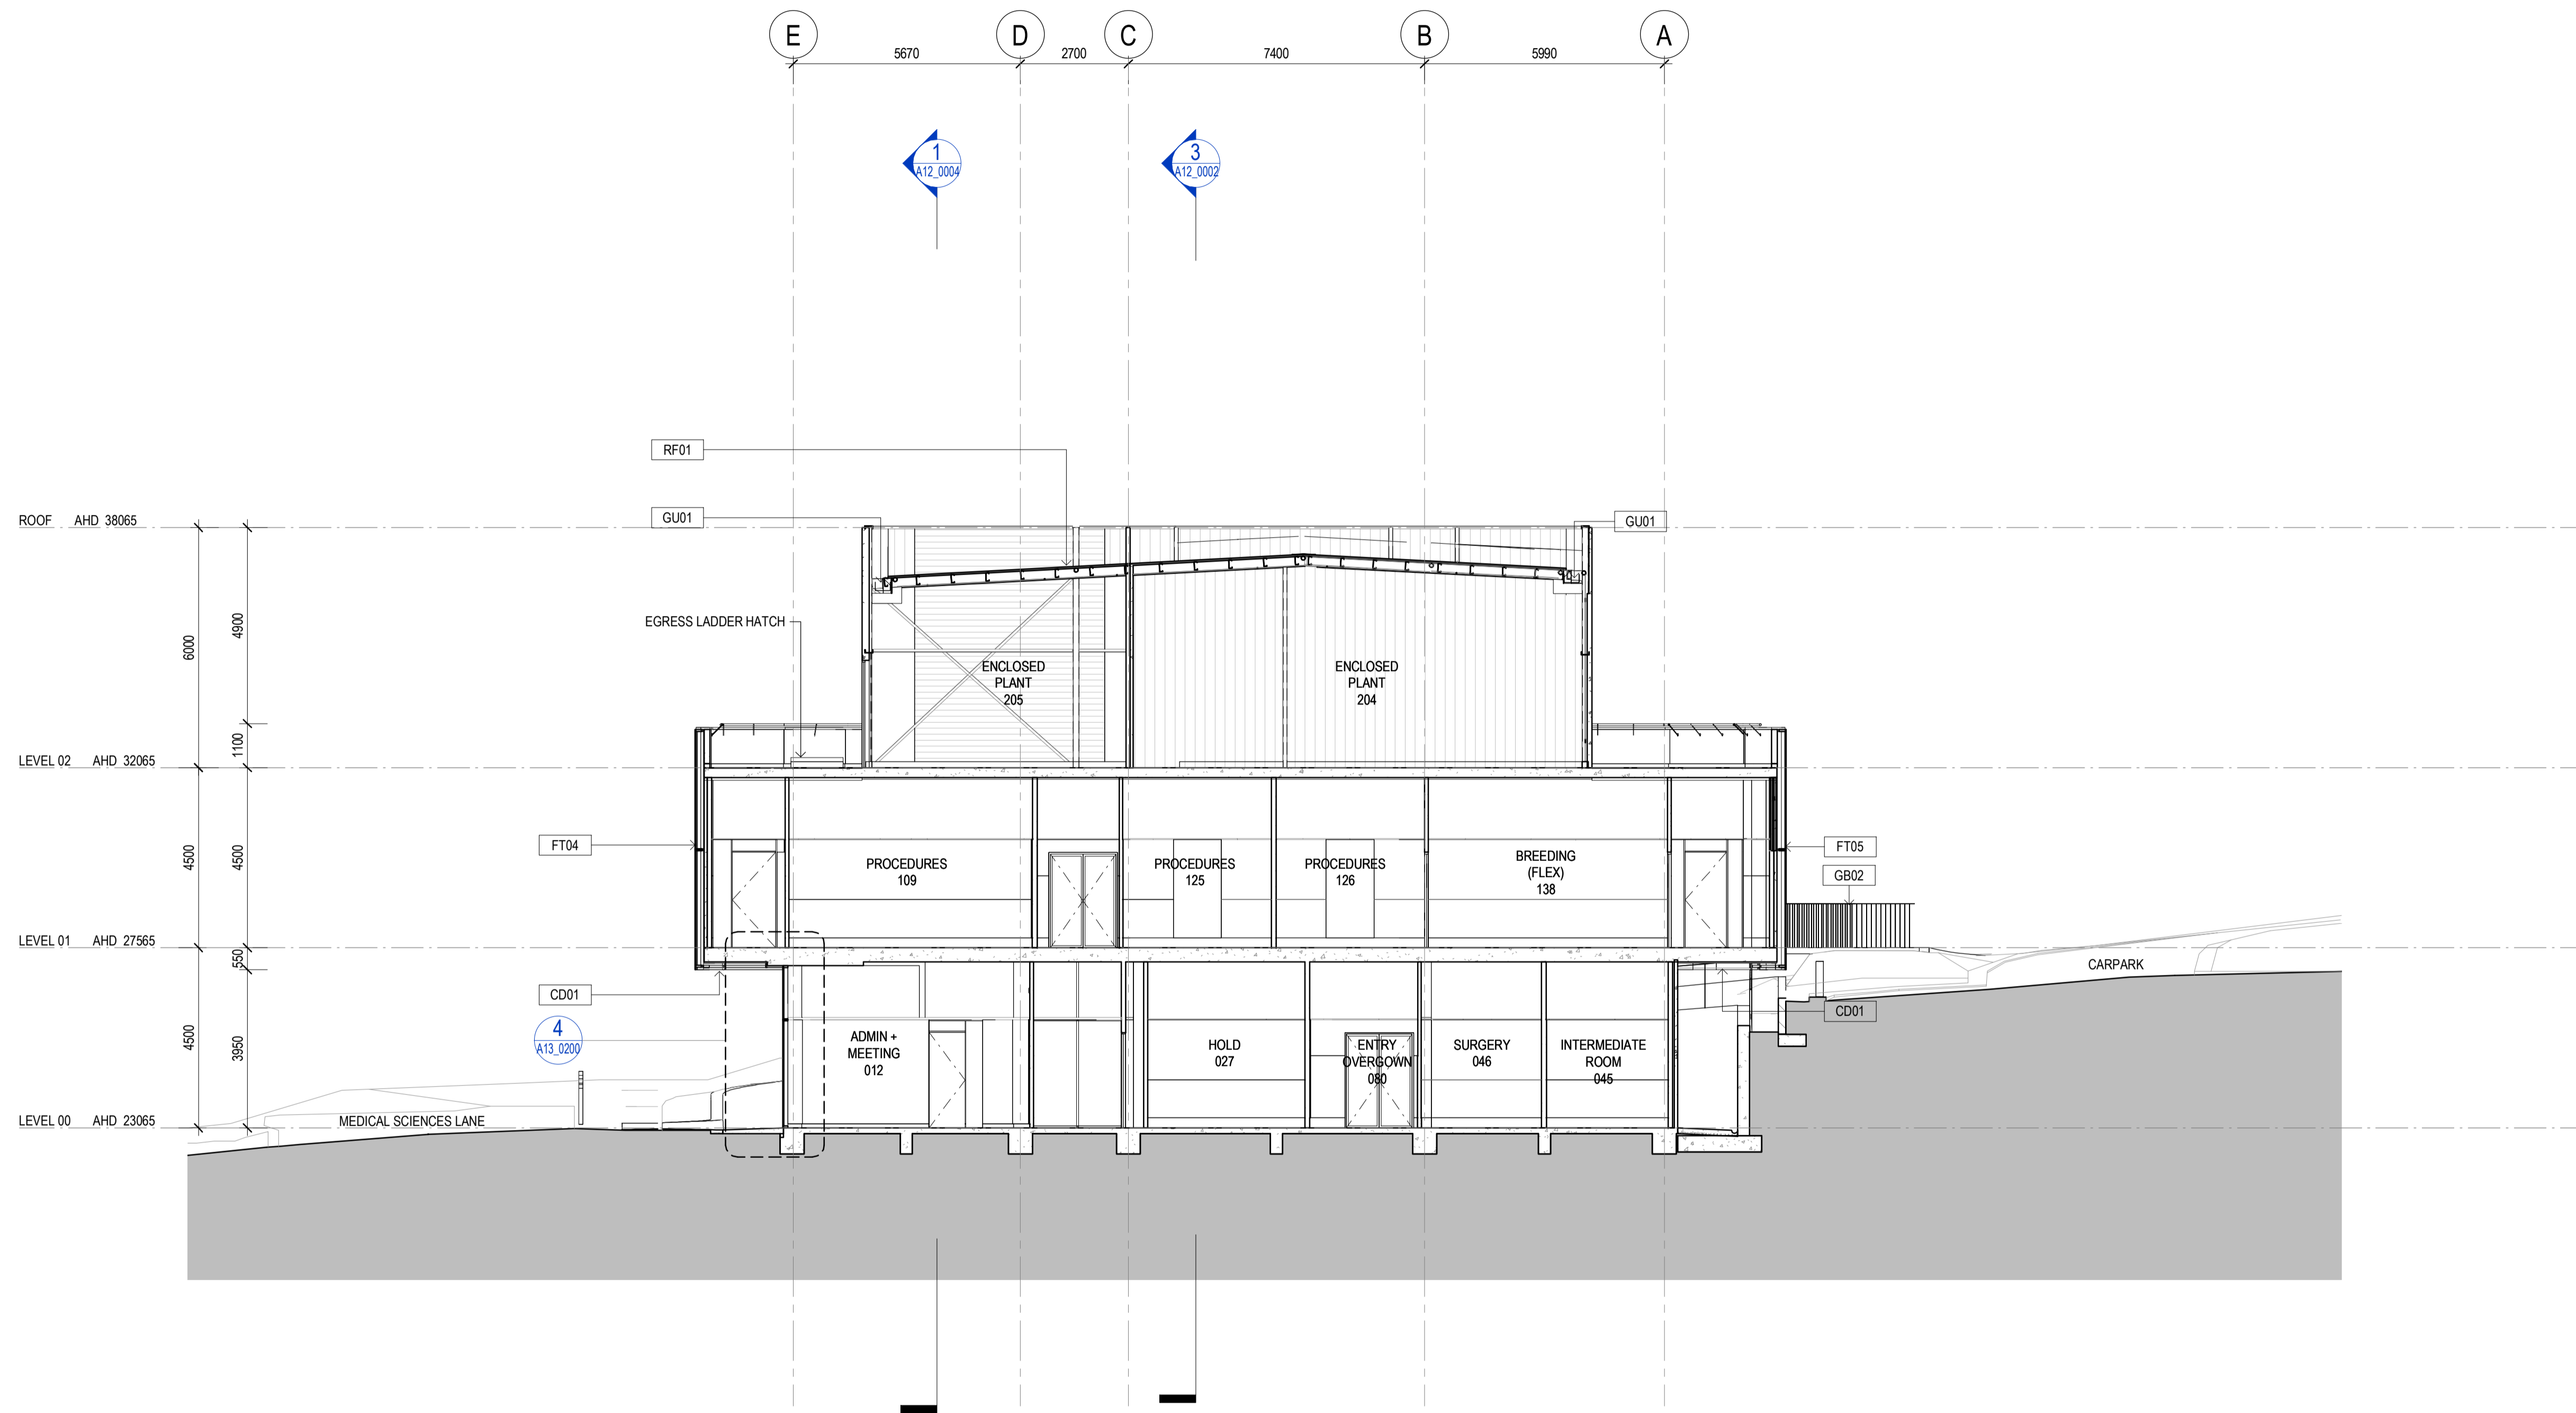 E
D
C
B
A
5670
2700
7400
5990
1
A12_0004
3
A12_0002
RF01
GU01
GU01
ROOF AHD 38065
EGRESS LADDER HATCH
6000
4900
1100
ENCLOSED
PLANT
205
ENCLOSED
PLANT
204
LEVEL 02 AHD 32065
4500
4500
FT04
FT05
GB02
PROCEDURES
109
PROCEDURES
125
PROCEDURES
126
BREEDING
(FLEX)
138
LEVEL 01 AHD 27565
550
CARPARK
CD01
CD01
4
A13_0200
4500
3950
ADMIN +
MEETING
012
HOLD
027
ENTRY
OVERGOWN
080
SURGERY
046
INTERMEDIATE
ROOM
045
LEVEL 00 AHD 23065
MEDICAL SCIENCES LANE